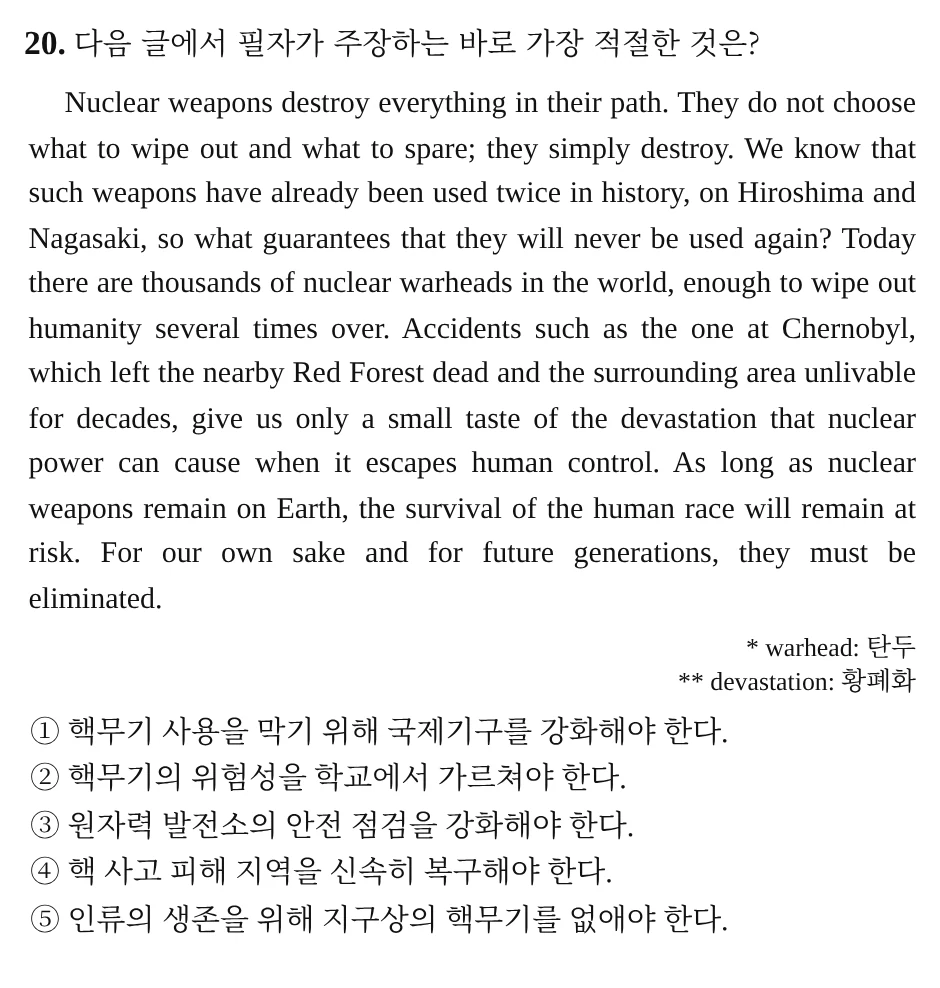 20. 다음 글에서 필자가 주장하는 바로 가장 적절한 것은?
Nuclear weapons destroy everything in their path. They do not choose
what to wipe out and what to spare; they simply destroy. We know that
such weapons have already been used twice in history, on Hiroshima and
Nagasaki, so what guarantees that they will never be used again? Today
there are thousands of nuclear warheads in the world, enough to wipe out
humanity several times over. Accidents such as the one at Chernobyl,
which left the nearby Red Forest dead and the surrounding area unlivable
for decades, give us only a small taste of the devastation that nuclear
power can cause when it escapes human control. As long as nuclear
weapons remain on Earth, the survival of the human race will remain at
risk. For our own sake and for future generations, they must be
eliminated.
* warhead: 탄두
** devastation: 황폐화
① 핵무기 사용을 막기 위해 국제기구를 강화해야 한다.
② 핵무기의 위험성을 학교에서 가르쳐야 한다.
③ 원자력 발전소의 안전 점검을 강화해야 한다.
④ 핵 사고 피해 지역을 신속히 복구해야 한다.
⑤ 인류의 생존을 위해 지구상의 핵무기를 없애야 한다.